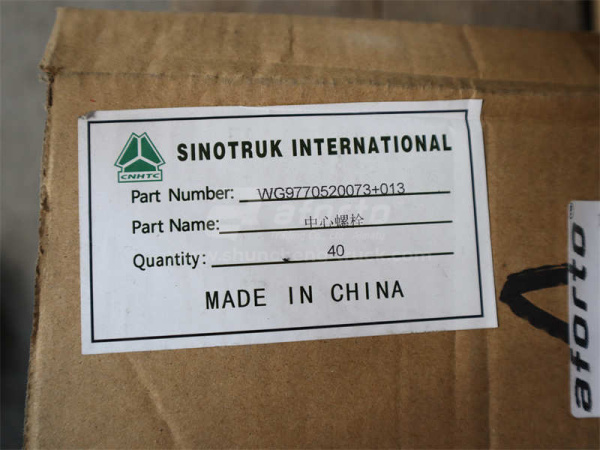 CNHTC
SINOTRUK INTERNATIONAL
Part Number: WG9770520073+013
Part Name: 中心螺栓
Quantity: 40
MADE IN CHINA
aforto
aforto